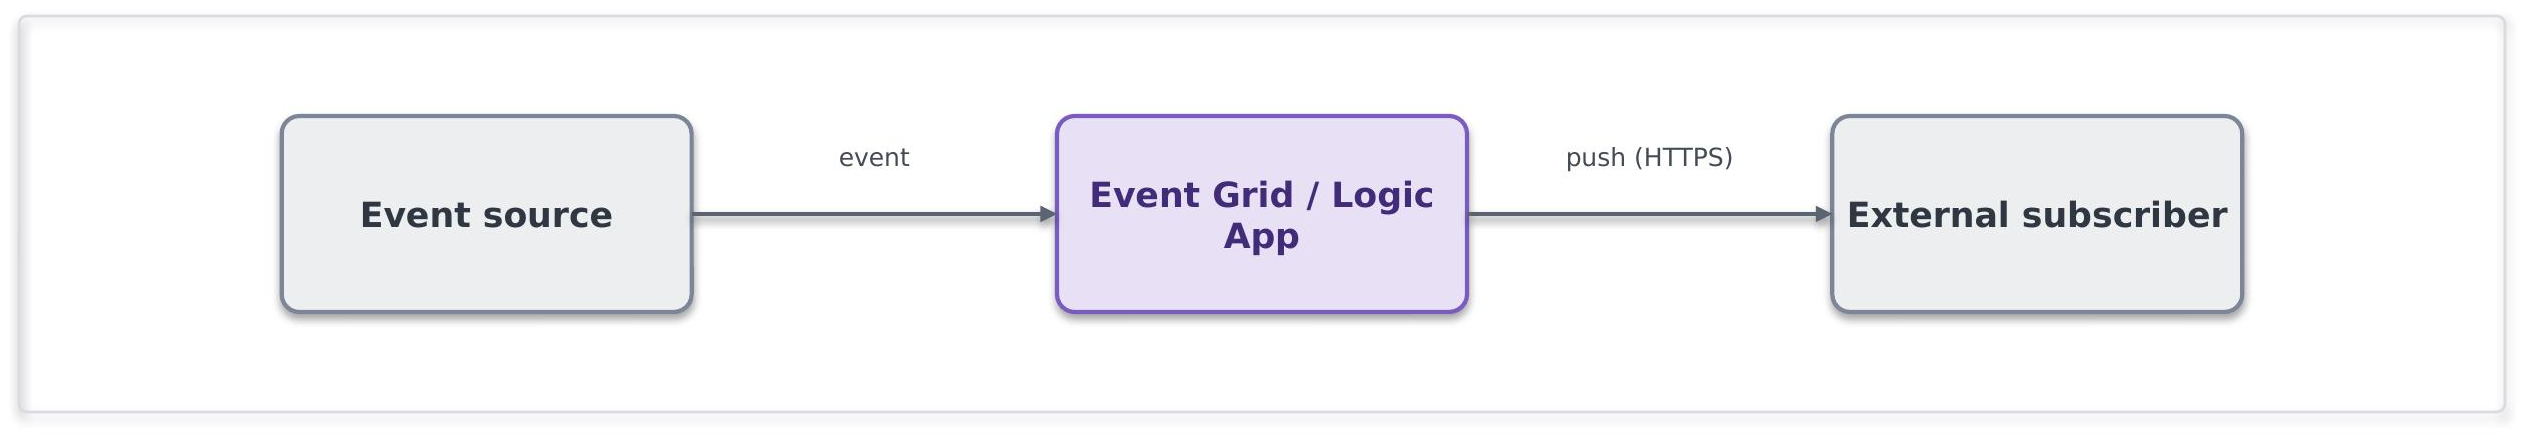 event
push (HTTPS)
Event source
Event Grid / Logic
App
External subscriber